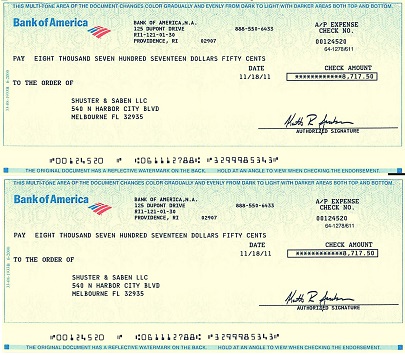 THIS MULTI-TONE AREA OF THE DOCUMENT CHANGES COLOR GRADUALLY AND EVENLY FROM DARK TO LIGHT WITH DARKER AREAS BOTH TOP AND BOTTOM.
Bank of America
BANK OF AMERICA,N.A.
125 DUPONT DRIVE
RI1-121-01-30
PROVIDENCE, RI 02907
888-550-6433
A/P EXPENSE
CHECK NO.
00124520
64-1278/611
PAY EIGHT THOUSAND SEVEN HUNDRED SEVENTEEN DOLLARS FIFTY CENTS
DATE CHECK AMOUNT
11/18/11 ************8,717.50
TO THE ORDER OF
SHUSTER & SABEN LLC
540 N HARBOR CITY BLVD
MELBOURNE FL 32935
AUTHORIZED SIGNATURE
⑈00124520 ⑈ ⑆061112788⑆ ⑈3299985343⑈
THE ORIGINAL DOCUMENT HAS A REFLECTIVE WATERMARK ON THE BACK. HOLD AT AN ANGLE TO VIEW WHEN CHECKING THE ENDORSEMENT.
THIS MULTI-TONE AREA OF THE DOCUMENT CHANGES COLOR GRADUALLY AND EVENLY FROM DARK TO LIGHT WITH DARKER AREAS BOTH TOP AND BOTTOM.
Bank of America
BANK OF AMERICA,N.A.
125 DUPONT DRIVE
RI1-121-01-30
PROVIDENCE, RI 02907
888-550-6433
A/P EXPENSE
CHECK NO.
00124520
64-1278/611
PAY EIGHT THOUSAND SEVEN HUNDRED SEVENTEEN DOLLARS FIFTY CENTS
DATE CHECK AMOUNT
11/18/11 ************8,717.50
TO THE ORDER OF
SHUSTER & SABEN LLC
540 N HARBOR CITY BLVD
MELBOURNE FL 32935
AUTHORIZED SIGNATURE
⑈00124520 ⑈ ⑆061112788⑆ ⑈3299985343⑈
THE ORIGINAL DOCUMENT HAS A REFLECTIVE WATERMARK ON THE BACK. HOLD AT AN ANGLE TO VIEW WHEN CHECKING THE ENDORSEMENT.